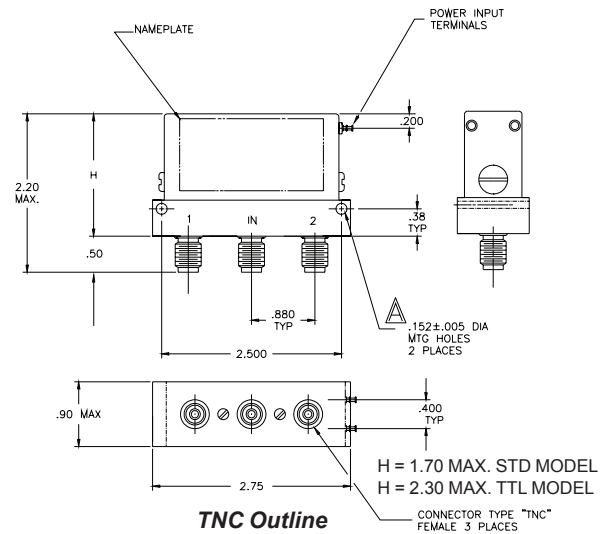 POWER INPUT
TERMINALS
NAMEPLATE
.200
H
2.20
MAX.
1
IN
2
.38
TYP
.50
.880
TYP
A
.152±.005 DIA
MTG HOLES
2 PLACES
2.500
.90 MAX
.400
TYP
H = 1.70 MAX. STD MODEL
H = 2.30 MAX. TTL MODEL
2.75
TNC Outline
CONNECTOR TYPE "TNC"
FEMALE 3 PLACES